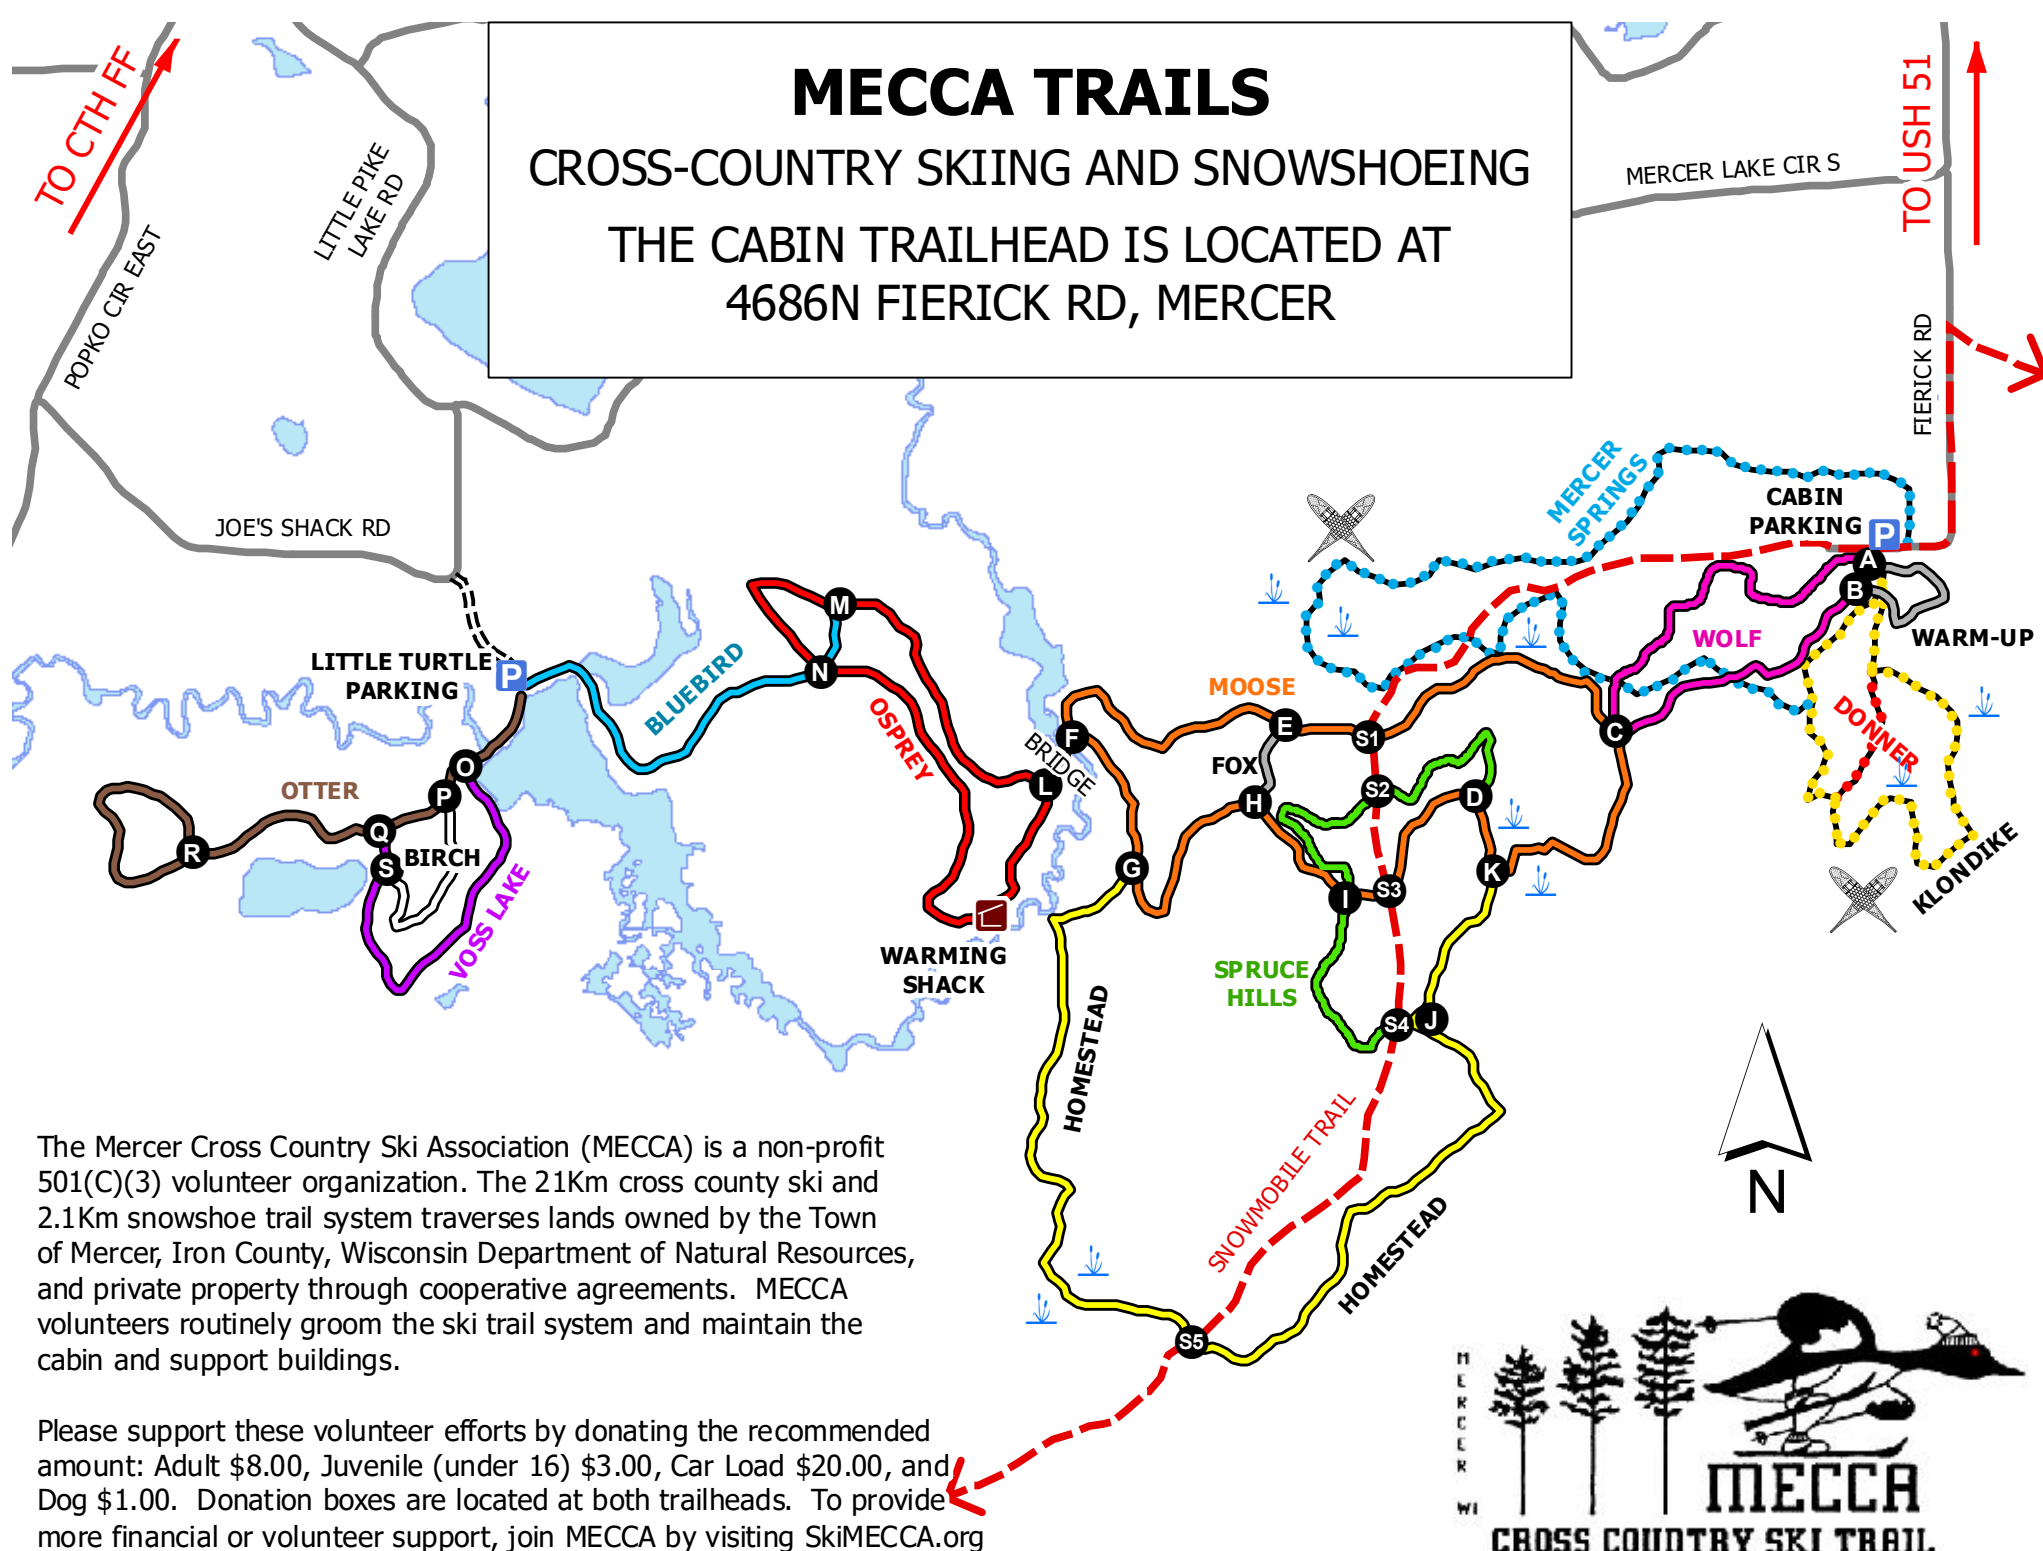 MECCA TRAILS
CROSS-COUNTRY SKIING AND SNOWSHOEING
THE CABIN TRAILHEAD IS LOCATED AT
4686N FIERICK RD, MERCER
TO CTH FF
POPKO CIR EAST
LITTLE PIKE
LAKE RD
JOE'S SHACK RD
MERCER LAKE CIR S
TO USH 51
FIERICK RD
MERCER
SPRINGS
CABIN
PARKING
P
A
B
WARM-UP
WOLF
DONNER
KLONDIKE
C
MOOSE
E
S1
F
BRIDGE
FOX
H
S2
D
G
I
S3
K
SPRUCE
HILLS
S4
J
HOMESTEAD
HOMESTEAD
SNOWMOBILE TRAIL
S5
LITTLE TURTLE
PARKING
P
BLUEBIRD
M
N
OSPREY
L
WARMING
SHACK
O
P
OTTER
Q
R
S
BIRCH
VOSS LAKE
N
The Mercer Cross Country Ski Association (MECCA) is a non-profit
501(C)(3) volunteer organization. The 21Km cross county ski and
2.1Km snowshoe trail system traverses lands owned by the Town
of Mercer, Iron County, Wisconsin Department of Natural Resources,
and private property through cooperative agreements. MECCA
volunteers routinely groom the ski trail system and maintain the
cabin and support buildings.
Please support these volunteer efforts by donating the recommended
amount: Adult $8.00, Juvenile (under 16) $3.00, Car Load $20.00, and
Dog $1.00. Donation boxes are located at both trailheads. To provide
more financial or volunteer support, join MECCA by visiting SkiMECCA.org
MERCER WI
MECCA
CROSS COUNTRY SKI TRAIL